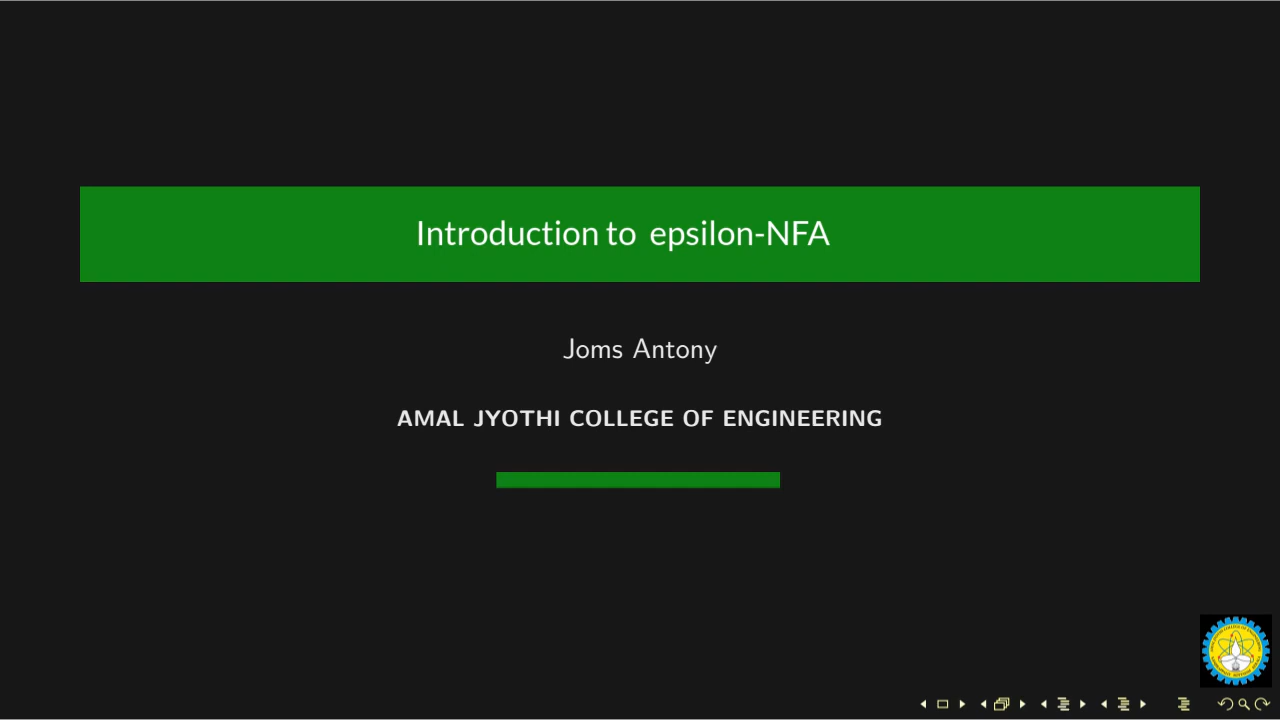 Introduction to epsilon-NFA
Joms Antony
AMAL JYOTHI COLLEGE OF ENGINEERING